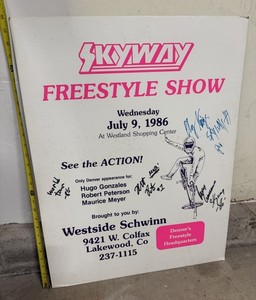 SKYWAY
FREESTYLE SHOW
Wednesday
July 9, 1986
At Westland Shopping Center
See the ACTION!
Only Denver appearance for:
Hugo Gonzales
Robert Peterson
Maurice Meyer
Brought to you by:
Westside Schwinn
9421 W. Colfax
Lakewood, Co
237-1115
Denver's
Freestyle
Headquarters